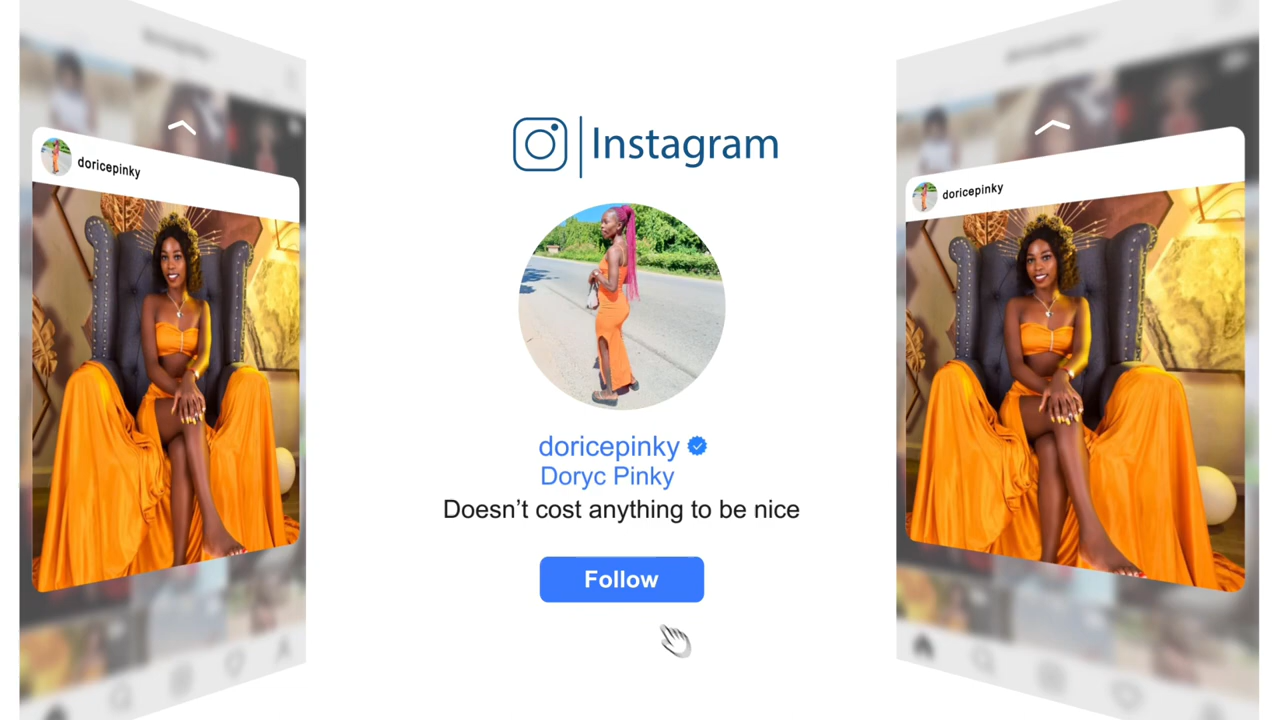 doricepinky
Instagram
doricepinky
Doryc Pinky
Doesn’t cost anything to be nice
Follow
doricepinky